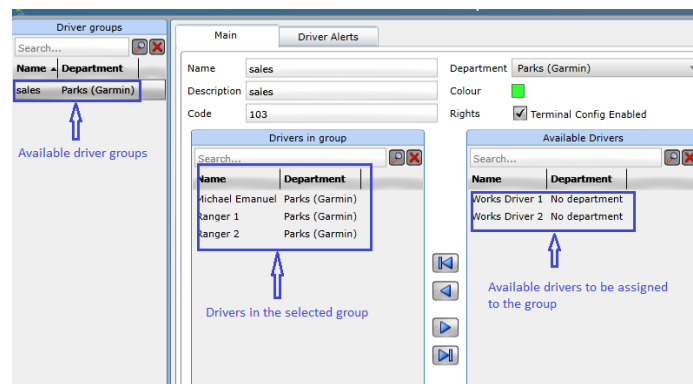 Driver groups
Search...
Name Department
sales Parks (Garmin)
Available driver groups
Main Driver Alerts
Name sales
Description sales
Code 103
Department Parks (Garmin)
Colour
Rights Terminal Config Enabled
Drivers in group
Search...
Name Department
Michael Emanuel Parks (Garmin)
Ranger 1 Parks (Garmin)
Ranger 2 Parks (Garmin)
Drivers in the selected group
Available Drivers
Search...
Name Department
Works Driver 1 No department
Works Driver 2 No department
Available drivers to be assigned
to the group